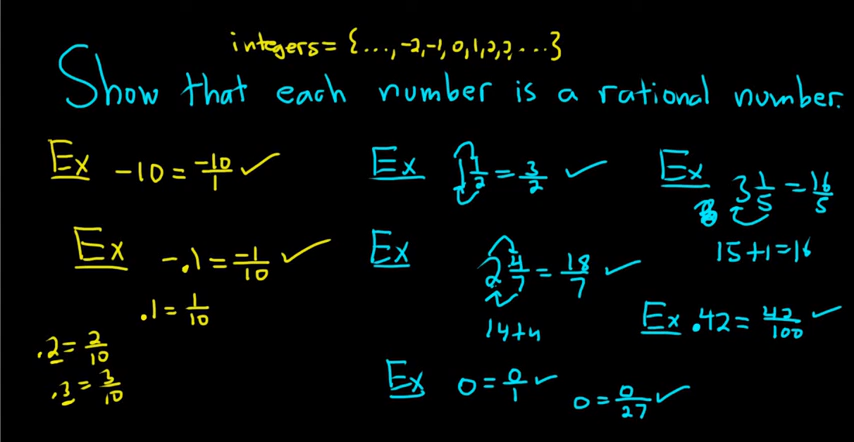 integers = {..., -2, -1, 0, 1, 2, 3, ...}
Show that each number is a rational number.
Ex -10 = -10/1 ✓
Ex 1 1/2 = 3/2 ✓
Ex 3 1/5 = 16/5
15+1=16
Ex -.1 = -1/10 ✓
.1 = 1/10
.2 = 2/10
.3 = 3/10
Ex 2 4/7 = 18/7 ✓
14+4
Ex .42 = 42/100 ✓
Ex 0 = 0/1 ✓ 0 = 0/27 ✓